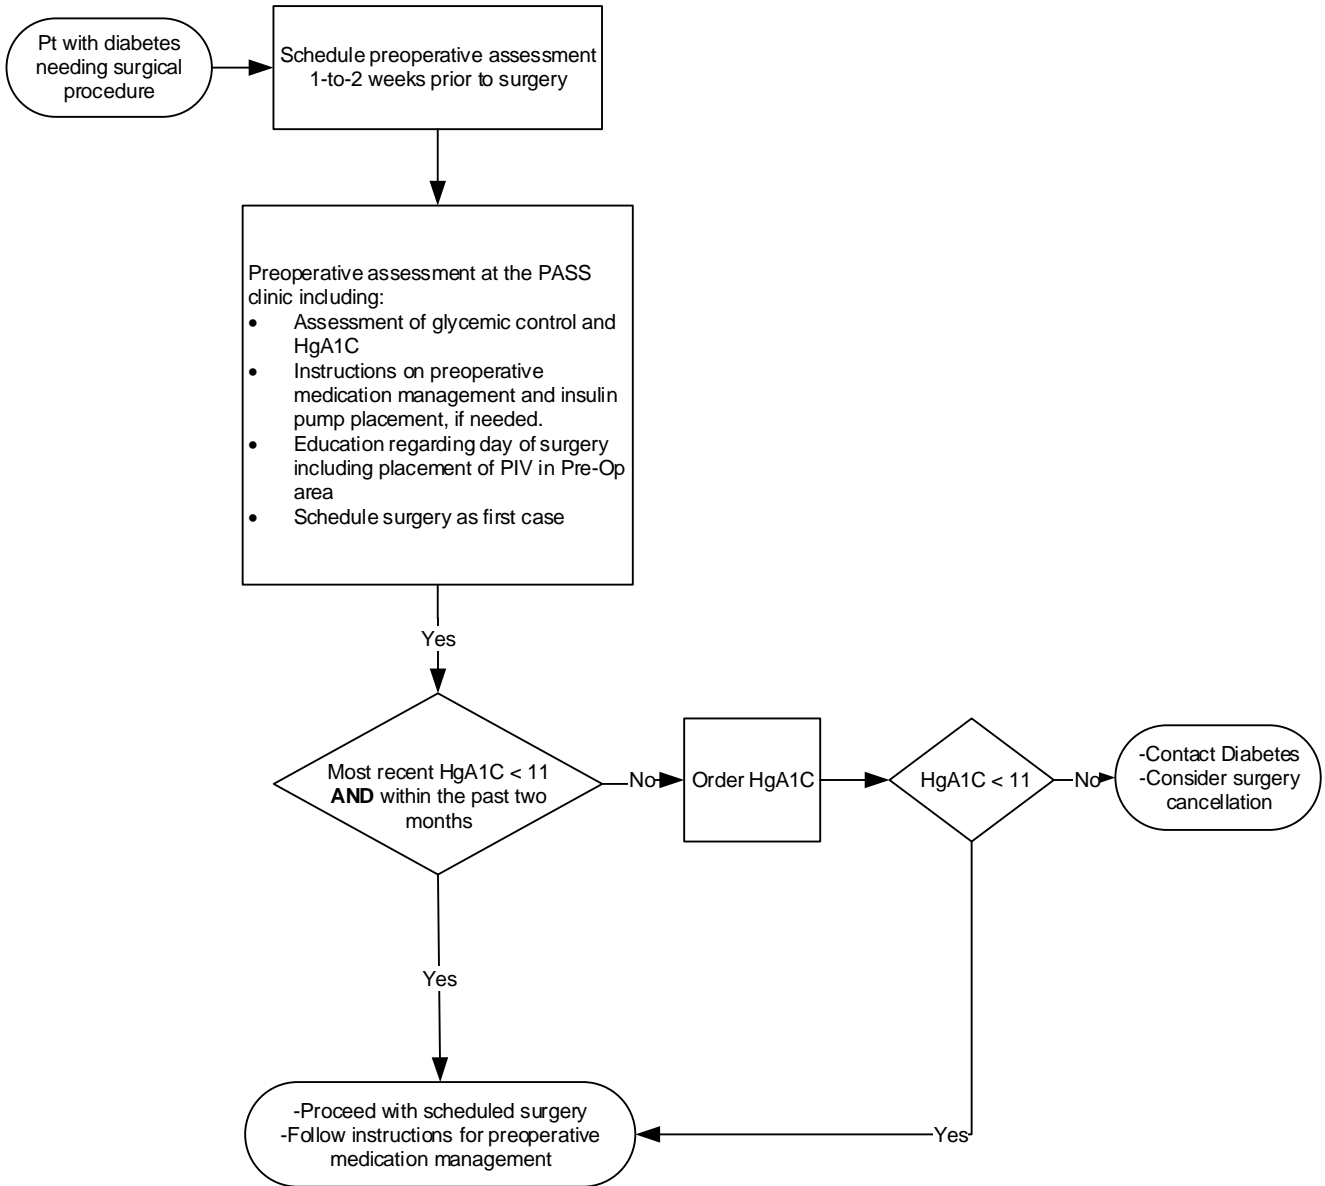 Pt with diabetes
needing surgical
procedure
Schedule preoperative assessment
1-to-2 weeks prior to surgery
Preoperative assessment at the PASS
clinic including:
• Assessment of glycemic control and
HgA1C
• Instructions on preoperative
medication management and insulin
pump placement, if needed.
• Education regarding day of surgery
including placement of PIV in Pre-Op
area
• Schedule surgery as first case
Yes
Most recent HgA1C < 11
AND within the past two
months
No
Order HgA1C
HgA1C < 11
No
-Contact Diabetes
-Consider surgery
cancellation
Yes
Yes
-Proceed with scheduled surgery
-Follow instructions for preoperative
medication management